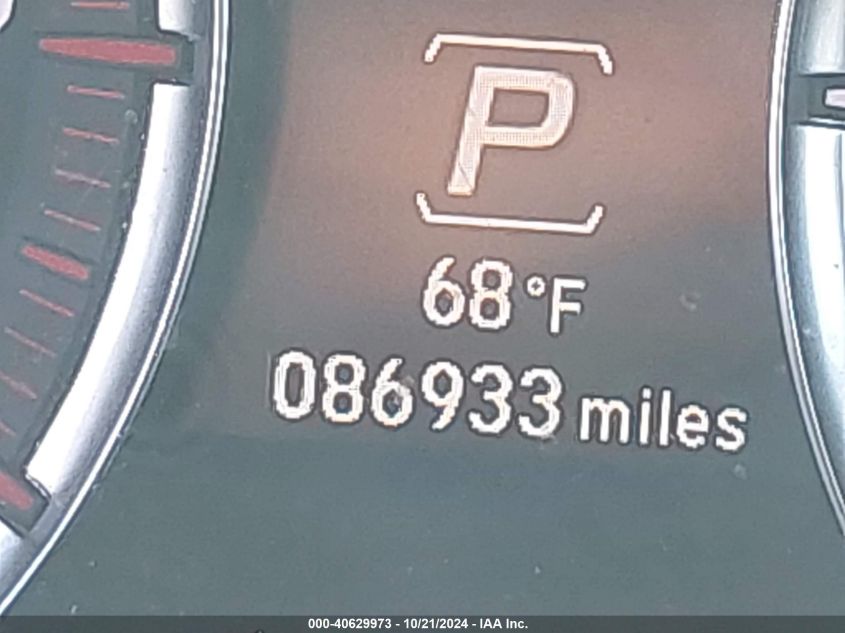 P
68°F
086933 miles
000-40629973 - 10/21/2024 - IAA Inc.